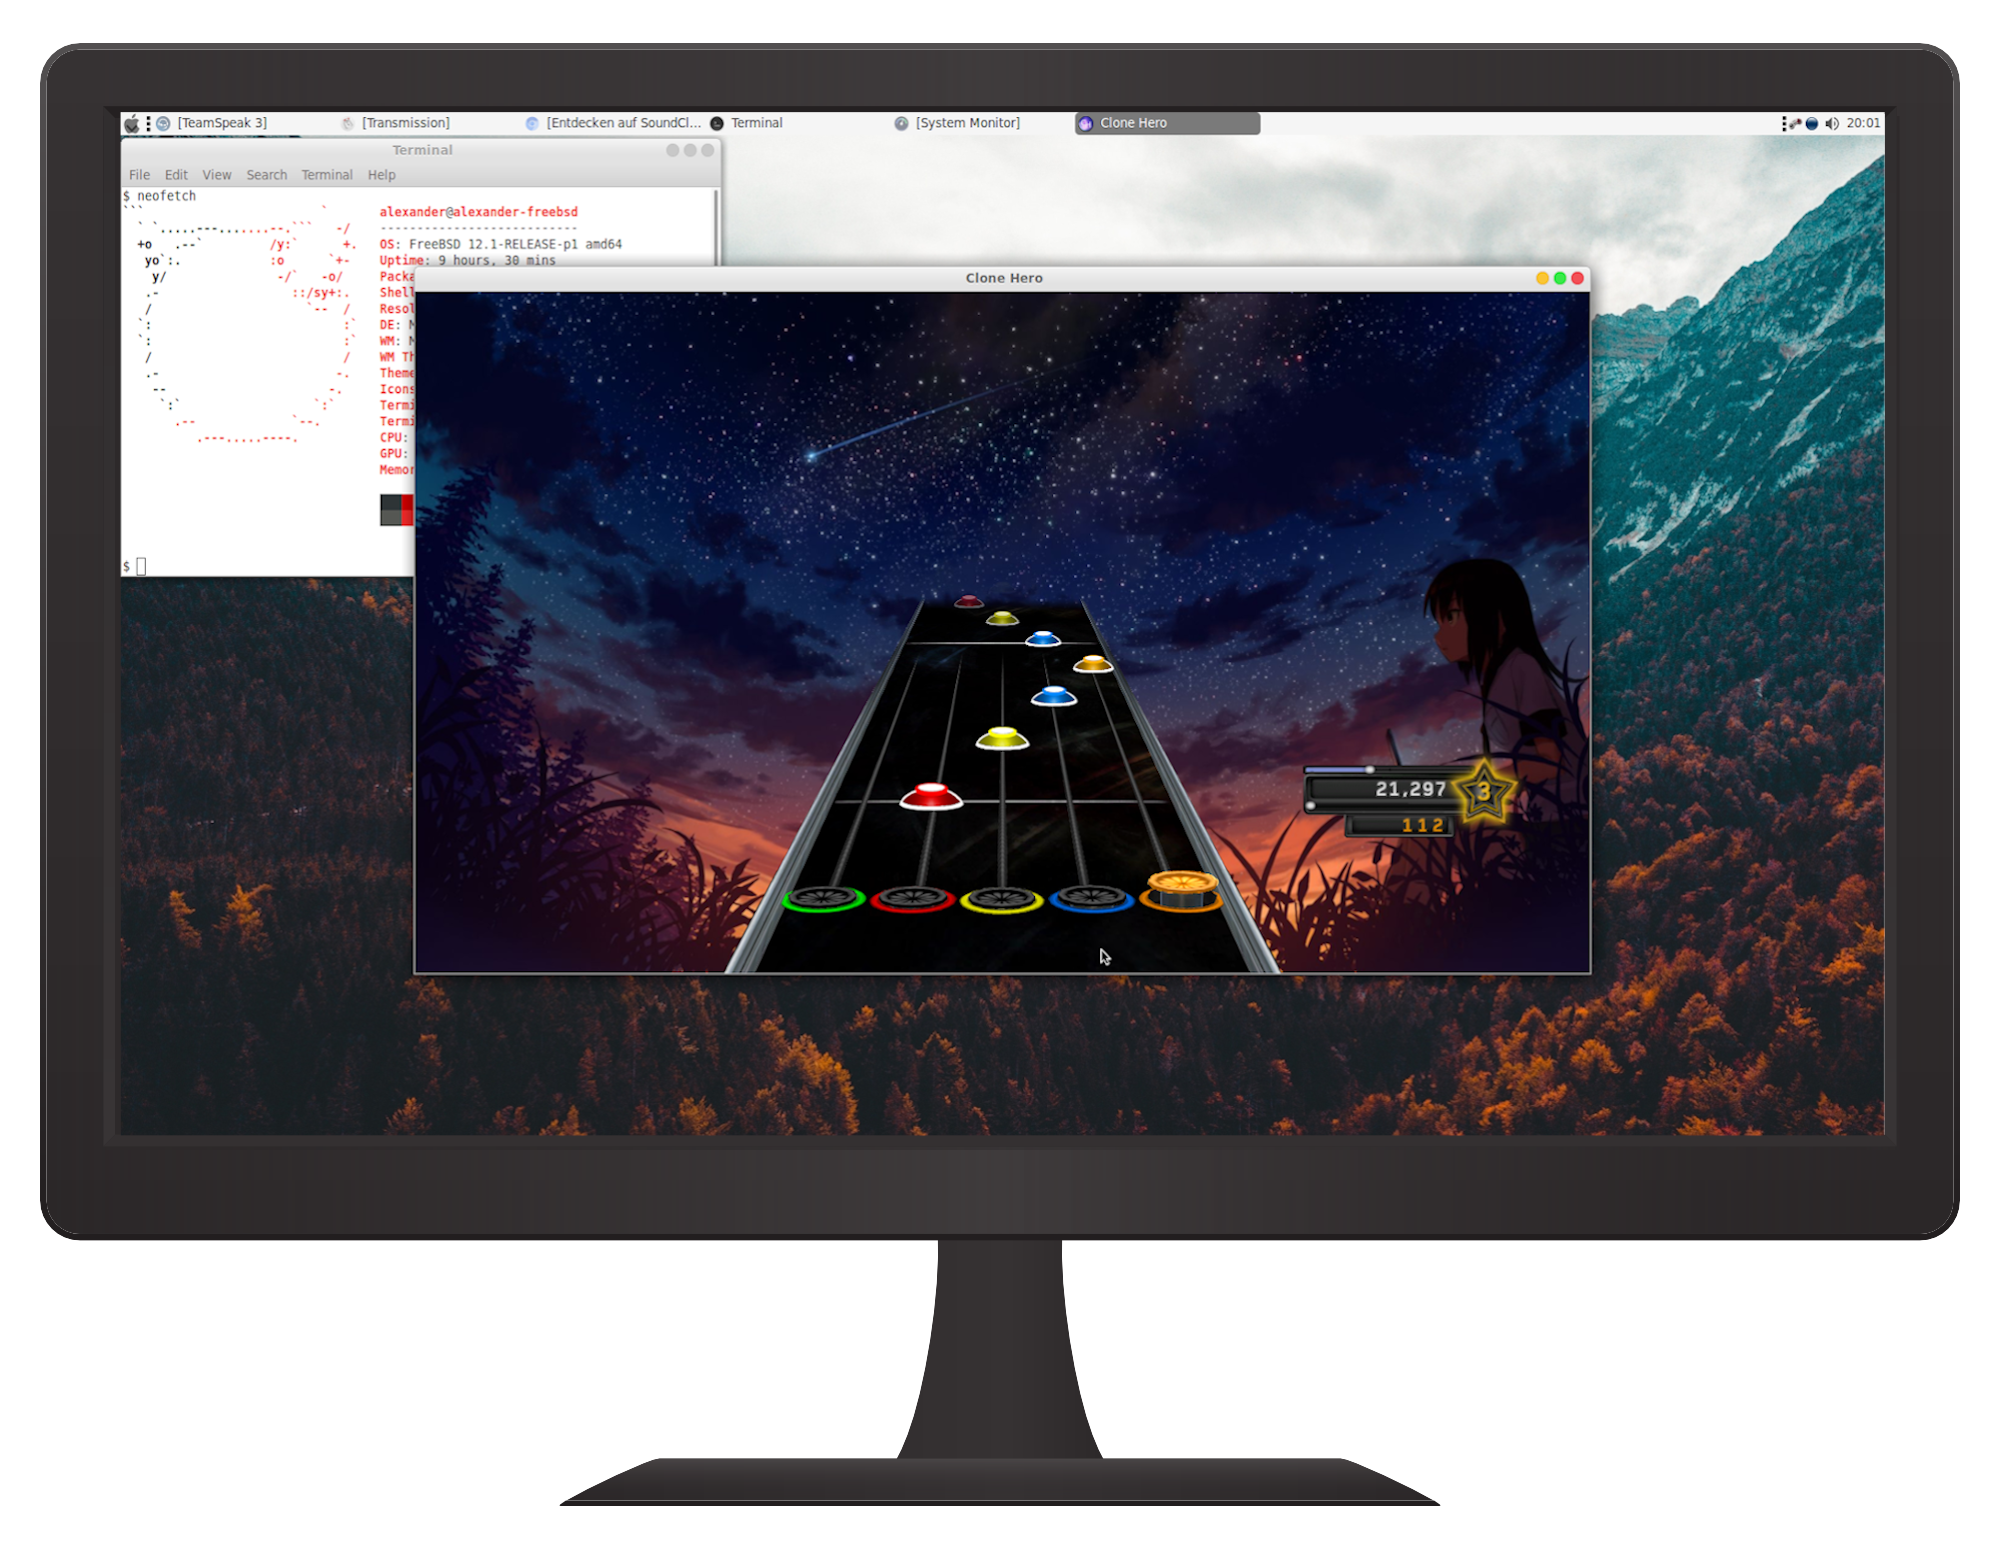 [TeamSpeak 3] [Transmission] [Entdecken auf SoundCl... Terminal [System Monitor] Clone Hero 20:01
Terminal
File Edit View Search Terminal Help
$ neofetch
alexander@alexander-freebsd
--------------------------
OS: FreeBSD 12.1-RELEASE-p1 amd64
Uptime: 9 hours, 30 mins
Packa
Shell
Resol
DE: M
WM: M
WM Th
Theme
Icons
Termi
Termi
CPU:
GPU:
Memor
$
Clone Hero
21,297
3
112